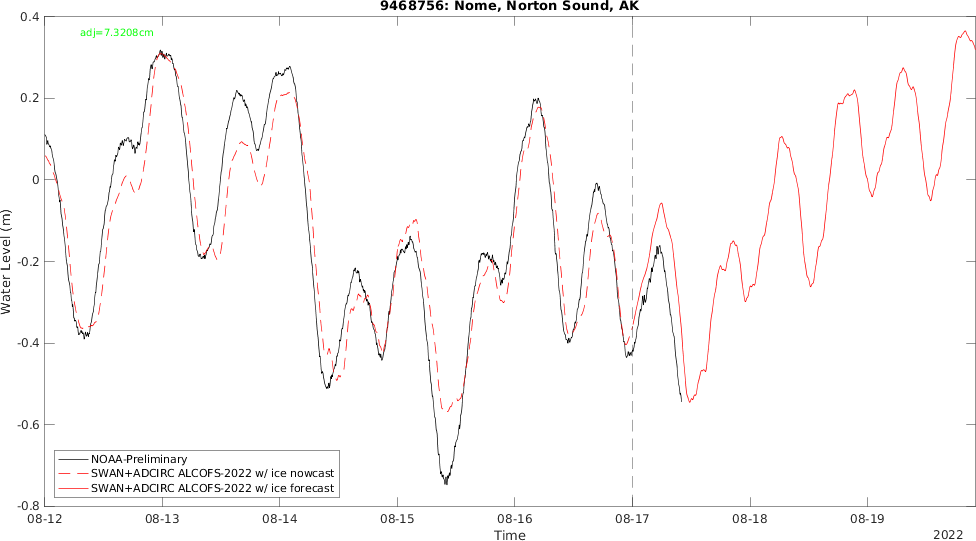 9468756: Nome, Norton Sound, AK
adj=7.3208cm
0.4
0.2
0
-0.2
-0.4
-0.6
-0.8
Water Level (m)
NOAA-Preliminary
SWAN+ADCIRC ALCOFS-2022 w/ ice nowcast
SWAN+ADCIRC ALCOFS-2022 w/ ice forecast
08-12 08-13 08-14 08-15 08-16 08-17 08-18 08-19
Time
2022